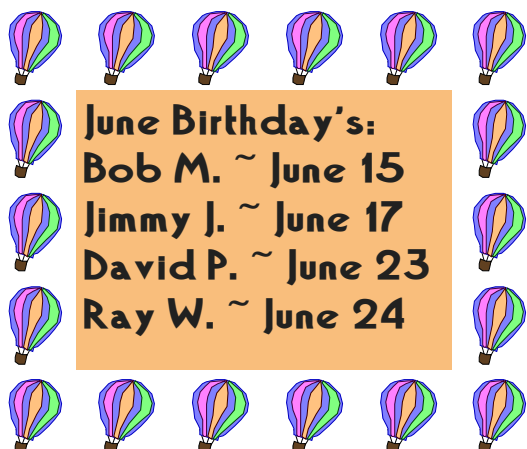 June Birthday's:
Bob M. ~ June 15
Jimmy J. ~ June 17
David P. ~ June 23
Ray W. ~ June 24